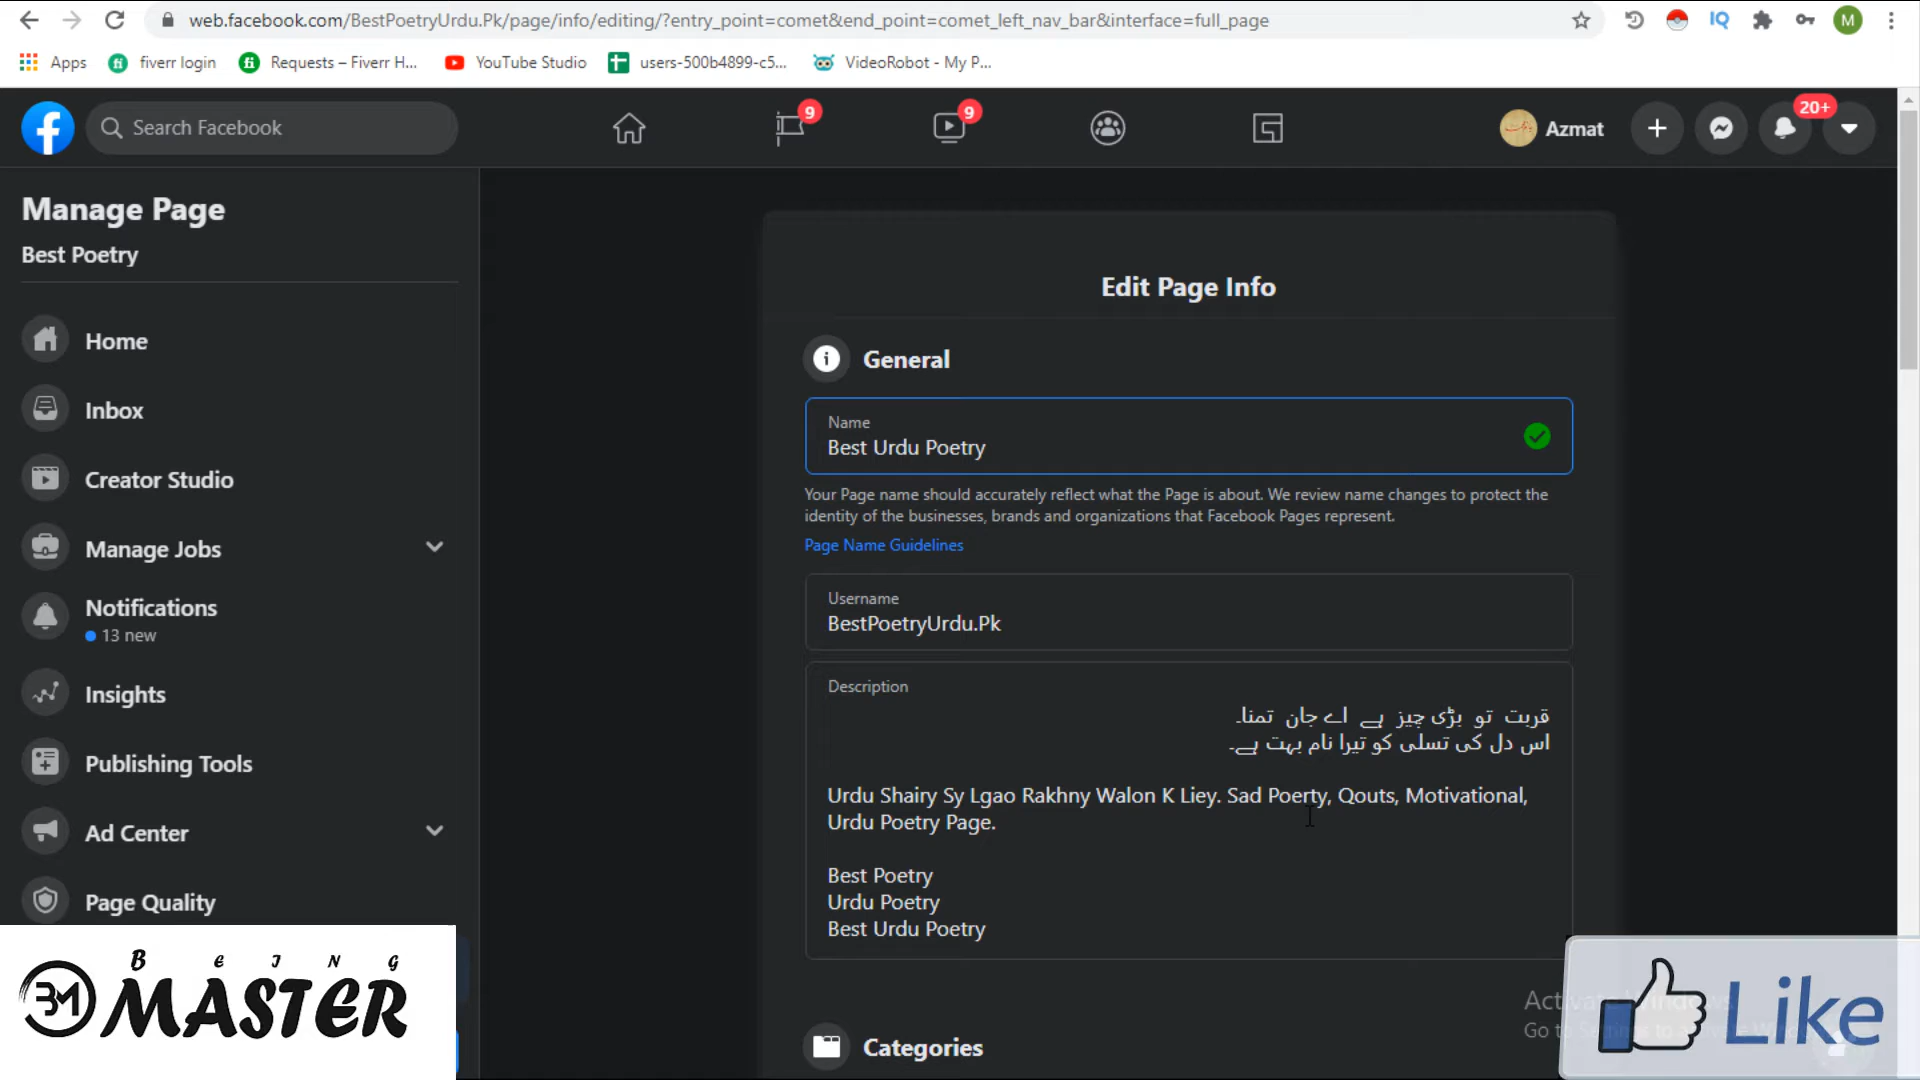 web.facebook.com/BestPoetryUrdu.Pk/page/info/editing/?entry_point=comet&end_point=comet_left_nav_bar&interface=full_page
IQ
M
Apps
fi
fiverr login
fi
Requests – Fiverr H...
YouTube Studio
users-500b4899-c5...
VideoRobot - My P...
Search Facebook
9
9
Azmat
20+
Manage Page
Best Poetry
Home
Inbox
Creator Studio
Manage Jobs
Notifications
13 new
Insights
Publishing Tools
Ad Center
Page Quality
Edit Page Info
General
Name
Best Urdu Poetry
Your Page name should accurately reflect what the Page is about. We review name changes to protect the
identity of the businesses, brands and organizations that Facebook Pages represent.
Page Name Guidelines
Username
BestPoetryUrdu.Pk
Description
قربت تو بڑی چیز ہے اے جان تمنا۔
اس دل کی تسلی کو تیرا نام بہت ہے۔
Urdu Shairy Sy Lgao Rakhny Walon K Liey. Sad Poerty, Qouts, Motivational,
Urdu Poetry Page.
Best Poetry
Urdu Poetry
Best Urdu Poetry
Categories
BEING
BM MASTER
Like